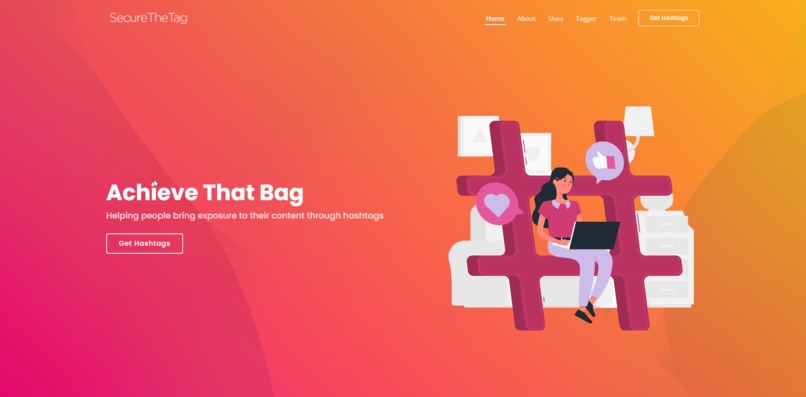 SecureTheTag
Home About Uses Tagger Team Get Hashtags
Achieve That Bag
Helping people bring exposure to their content through hashtags
Get Hashtags